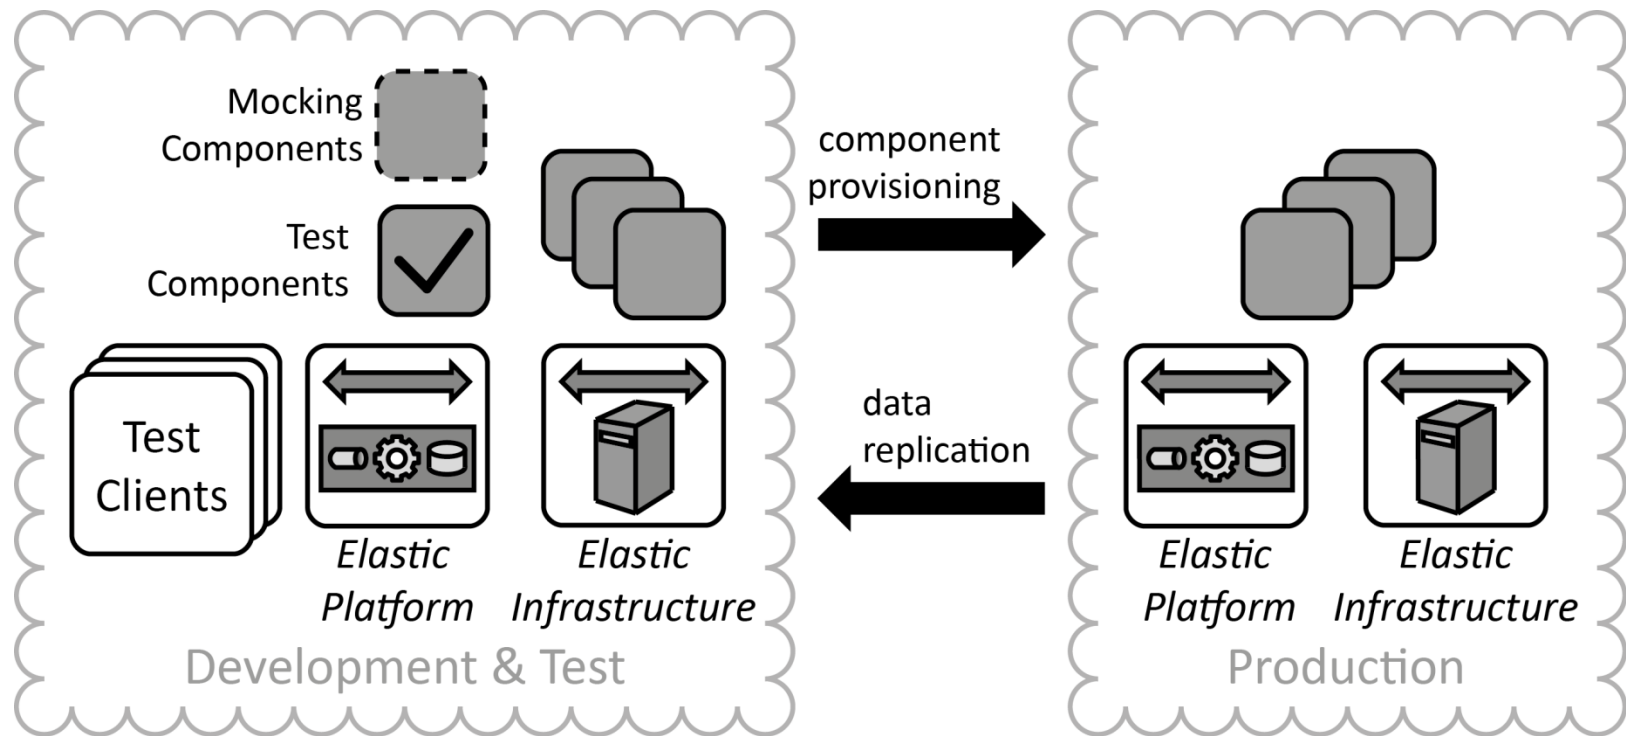 Mocking
Components
Test
Components
Test
Clients
Elastic
Platform
Elastic
Infrastructure
Development & Test
component
provisioning
data
replication
Elastic
Platform
Elastic
Infrastructure
Production